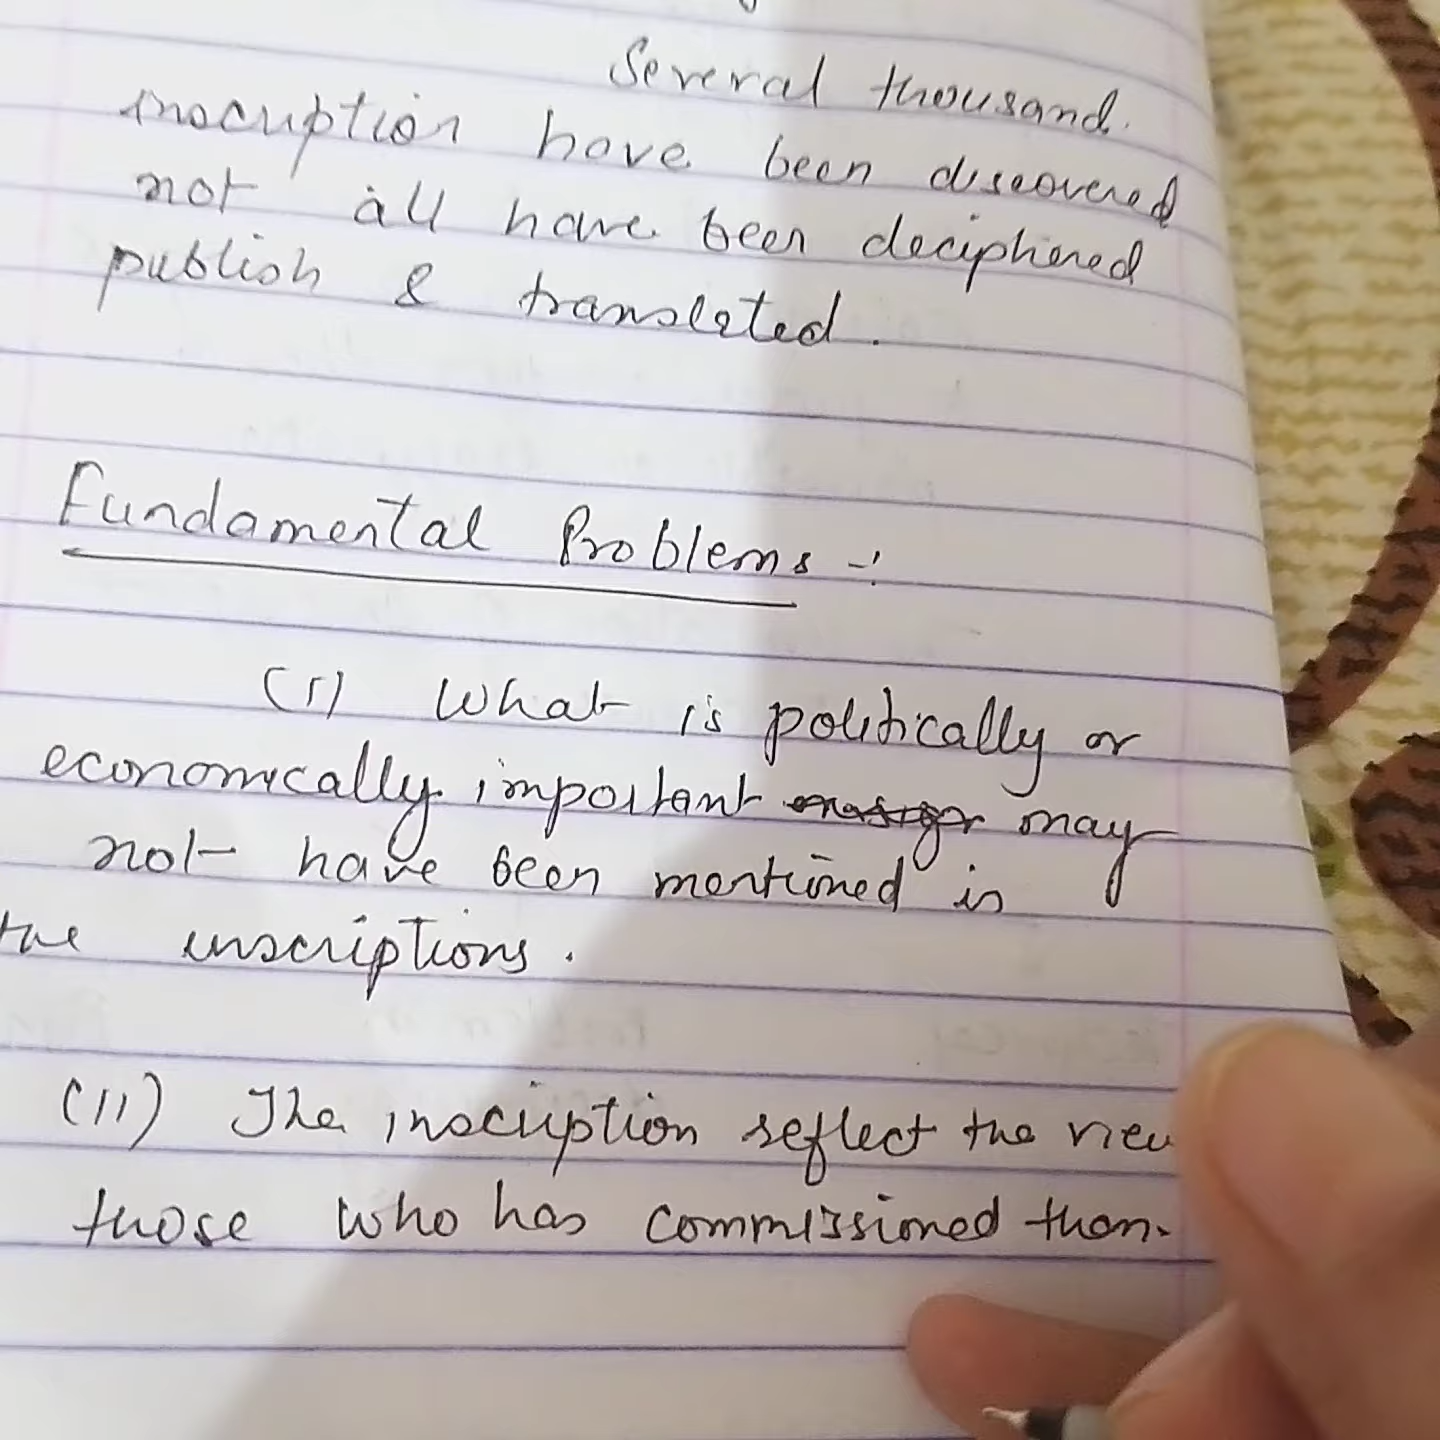 Several thousand.
inscription have been discovered
not all have been deciphered
publish & translated.
Fundamental Problems :-
(I) What is politically or
economically important may
not have been mentioned in
the inscriptions.
(II) The inscription reflect the view
those who has commissioned them.